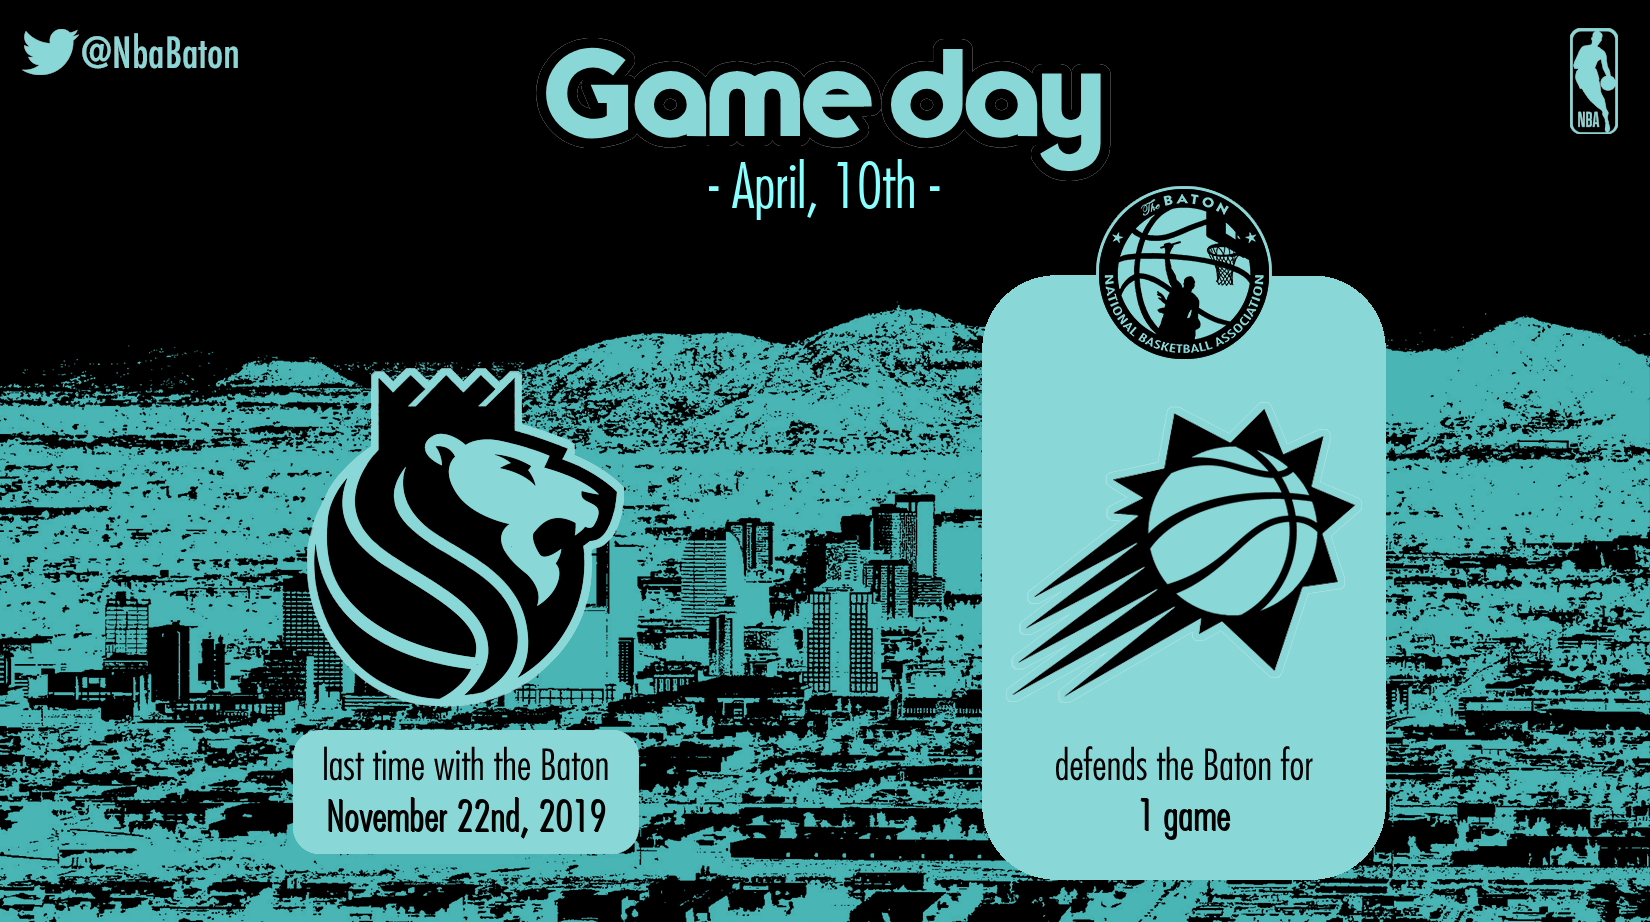 @NbaBaton
Game day
- April, 10th -
NBA
The BATON
NATIONAL BASKETBALL ASSOCIATION
last time with the Baton
November 22nd, 2019
defends the Baton for
1 game